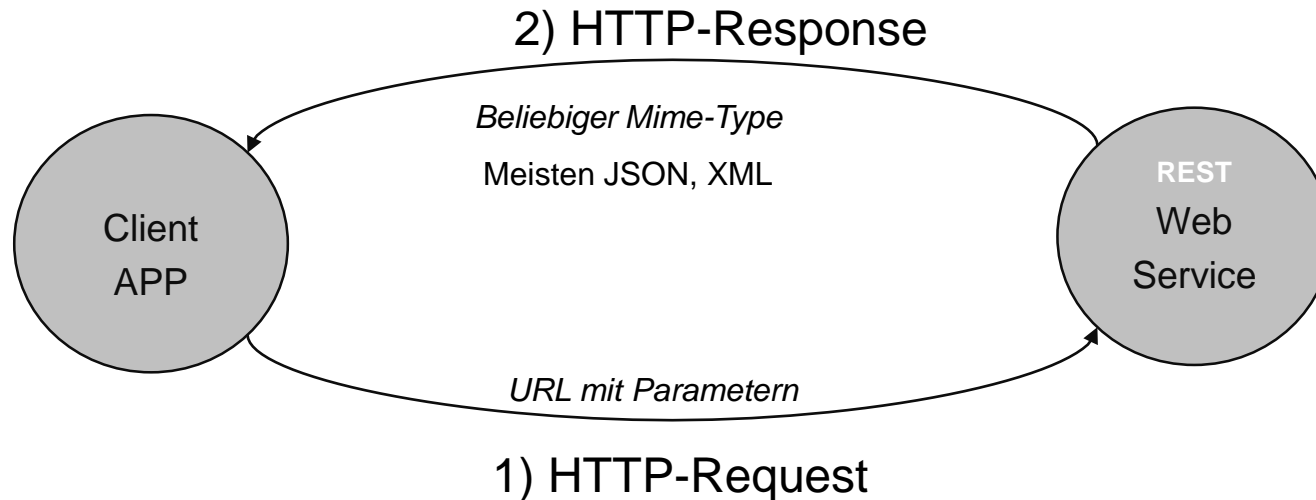 2) HTTP-Response
Beliebiger Mime-Type
Meisten JSON, XML
Client
APP
REST
Web
Service
URL mit Parametern
1) HTTP-Request